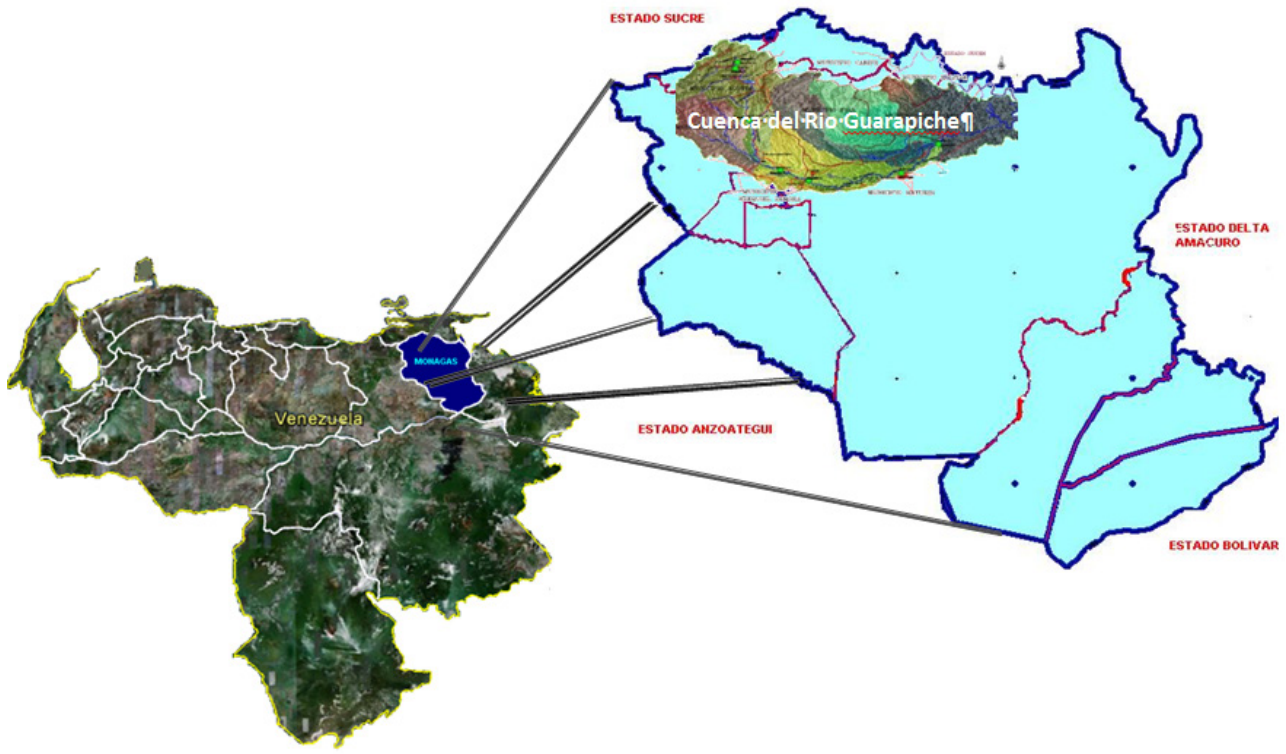 ESTADO SUCRE
Cuenca·del·Rio·Guarapiche¶
ESTADO DELTA
AMACURO
MONAGAS
Venezuela
ESTADO ANZOATEGUI
ESTADO BOLIVAR